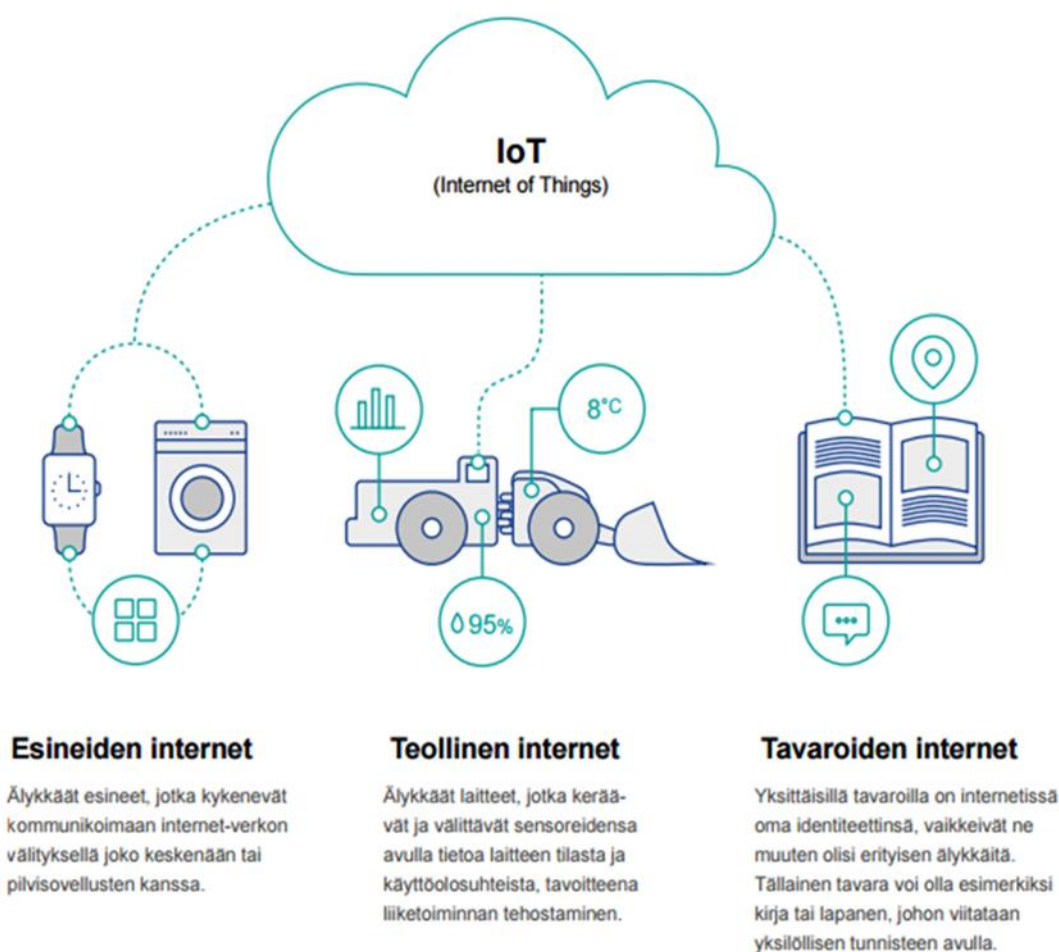 IoT
(Internet of Things)
8°C
95%
Esineiden internet
Älykkäät esineet, jotka kykenevät
kommunikoimaan internet-verkon
välityksellä joko keskenään tai
pilvisovellusten kanssa.
Teollinen internet
Älykkäät laitteet, jotka kerää-
vät ja välittävät sensoreidensa
avulla tietoa laitteen tilasta ja
käyttöolosuhteista, tavoitteena
liiketoiminnan tehostaminen.
Tavaroiden internet
Yksittäisillä tavaroilla on internetissä
oma identiteettinsä, vaikkeivät ne
muuten olisi erityisen älykkäitä.
Tällainen tavara voi olla esimerkiksi
kirja tai lapanen, johon viitataan
yksilöllisen tunnisteen avulla.